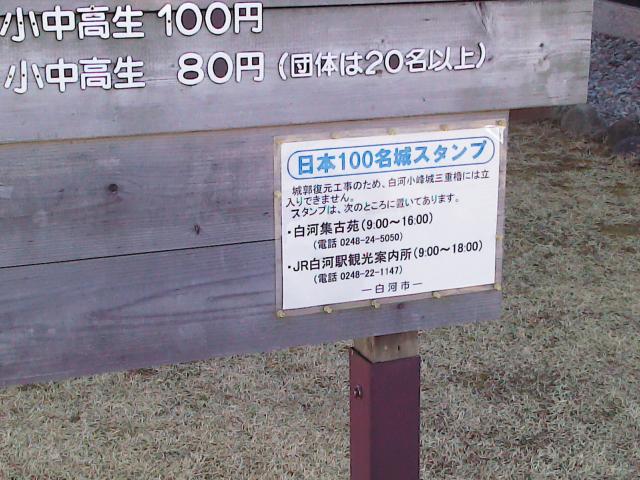 小中高生 100円
小中高生 80円 (団体は20名以上)
日本100名城スタンプ
城郭復元工事のため、白河小峰城三重櫓には立
入りできません。
スタンプは、次のところに置いてあります。
・白河集古苑(9:00〜16:00)
(電話 0248-24-5050)
・JR白河駅観光案内所(9:00〜18:00)
(電話 0248-22-1147)
―白河市―